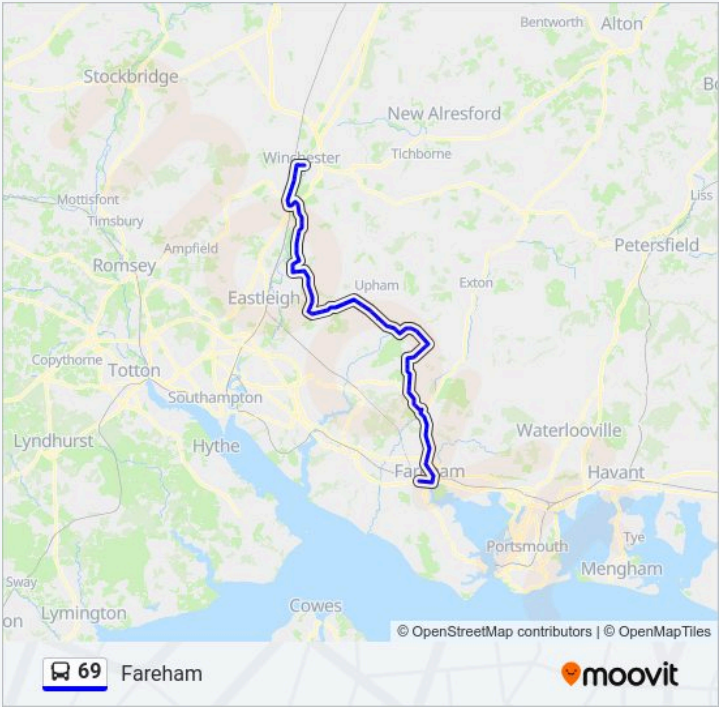 Bentworth
Alton
Stockbridge
New Alresford
Winchester
Tichborne
Liss
Mottisfont
Timsbury
Ampfield
Petersfield
Romsey
Upham
Exton
Eastleigh
Copythorne
Totton
Southampton
Waterlooville
Lyndhurst
Hythe
Fareham
Havant
Portsmouth
Tye
Mengham
Sway
Cowes
Lymington
© OpenStreetMap contributors | © OpenMapTiles
69 Fareham
moovit